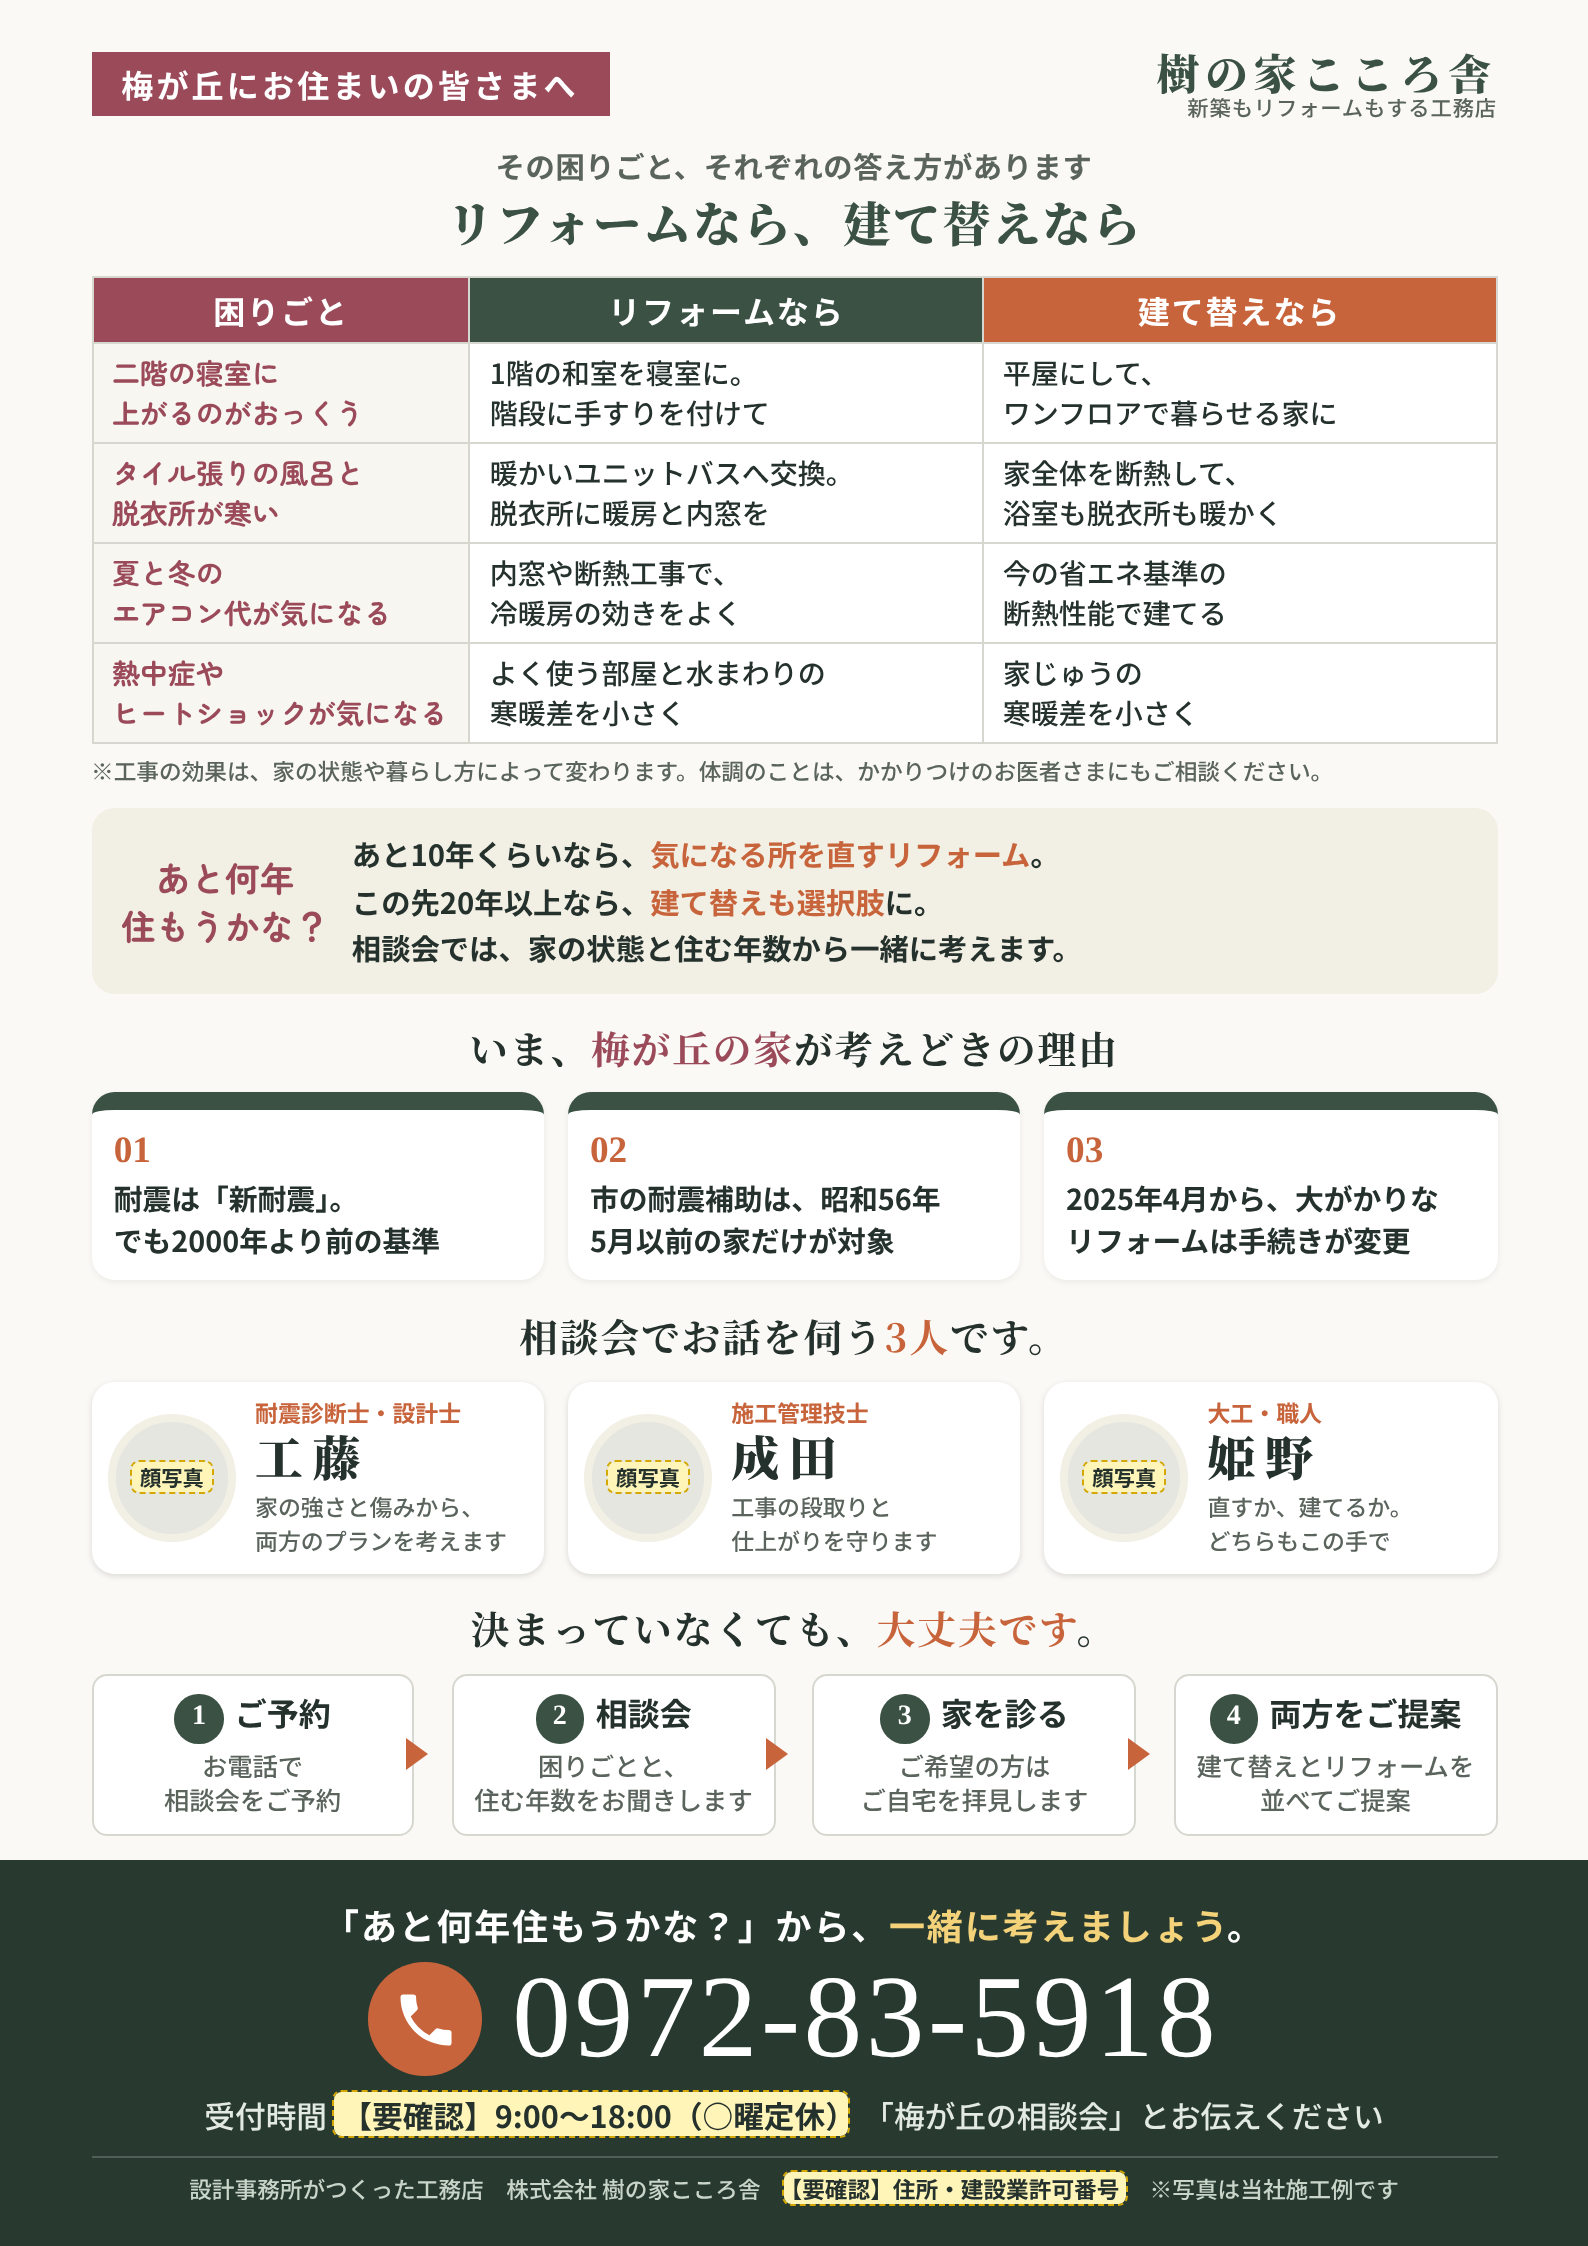 梅が丘にお住まいの皆さまへ
樹の家こころ舎
新築もリフォームもする工務店
その困りごと、それぞれの答え方があります
リフォームなら、建て替えなら
困りごと
リフォームなら
建て替えなら
二階の寝室に
上がるのがおっくう
1階の和室を寝室に。
階段に手すりを付けて
平屋にして、
ワンフロアで暮らせる家に
タイル張りの風呂と
脱衣所が寒い
暖かいユニットバスへ交換。
脱衣所に暖房と内窓を
家全体を断熱して、
浴室も脱衣所も暖かく
夏と冬の
エアコン代が気になる
内窓や断熱工事で、
冷暖房の効きをよく
今の省エネ基準の
断熱性能で建てる
熱中症や
ヒートショックが気になる
よく使う部屋と水まわりの
寒暖差を小さく
家じゅうの
寒暖差を小さく
※工事の効果は、家の状態や暮らし方によって変わります。体調のことは、かかりつけのお医者さまにもご相談ください。
あと何年
住もうかな？
あと10年くらいなら、気になる所を直すリフォーム。
この先20年以上なら、建て替えも選択肢に。
相談会では、家の状態と住む年数から一緒に考えます。
いま、梅が丘の家が考えどきの理由
01
耐震は「新耐震」。
でも2000年より前の基準
02
市の耐震補助は、昭和56年
5月以前の家だけが対象
03
2025年4月から、大がかりな
リフォームは手続きが変更
相談会でお話を伺う3人です。
顔写真
耐震診断士・設計士
工藤
家の強さと傷みから、
両方のプランを考えます
顔写真
施工管理技士
成田
工事の段取りと
仕上がりを守ります
顔写真
大工・職人
姫野
直すか、建てるか。
どちらもこの手で
決まっていなくても、大丈夫です。
1 ご予約
お電話で
相談会をご予約
2 相談会
困りごとと、
住む年数をお聞きします
3 家を診る
ご希望の方は
ご自宅を拝見します
4 両方をご提案
建て替えとリフォームを
並べてご提案
「あと何年住もうかな？」から、一緒に考えましょう。
0972-83-5918
受付時間【要確認】9:00〜18:00（〇曜定休）「梅が丘の相談会」とお伝えください
設計事務所がつくった工務店　株式会社 樹の家こころ舎　【要確認】住所・建設業許可番号　※写真は当社施工例です